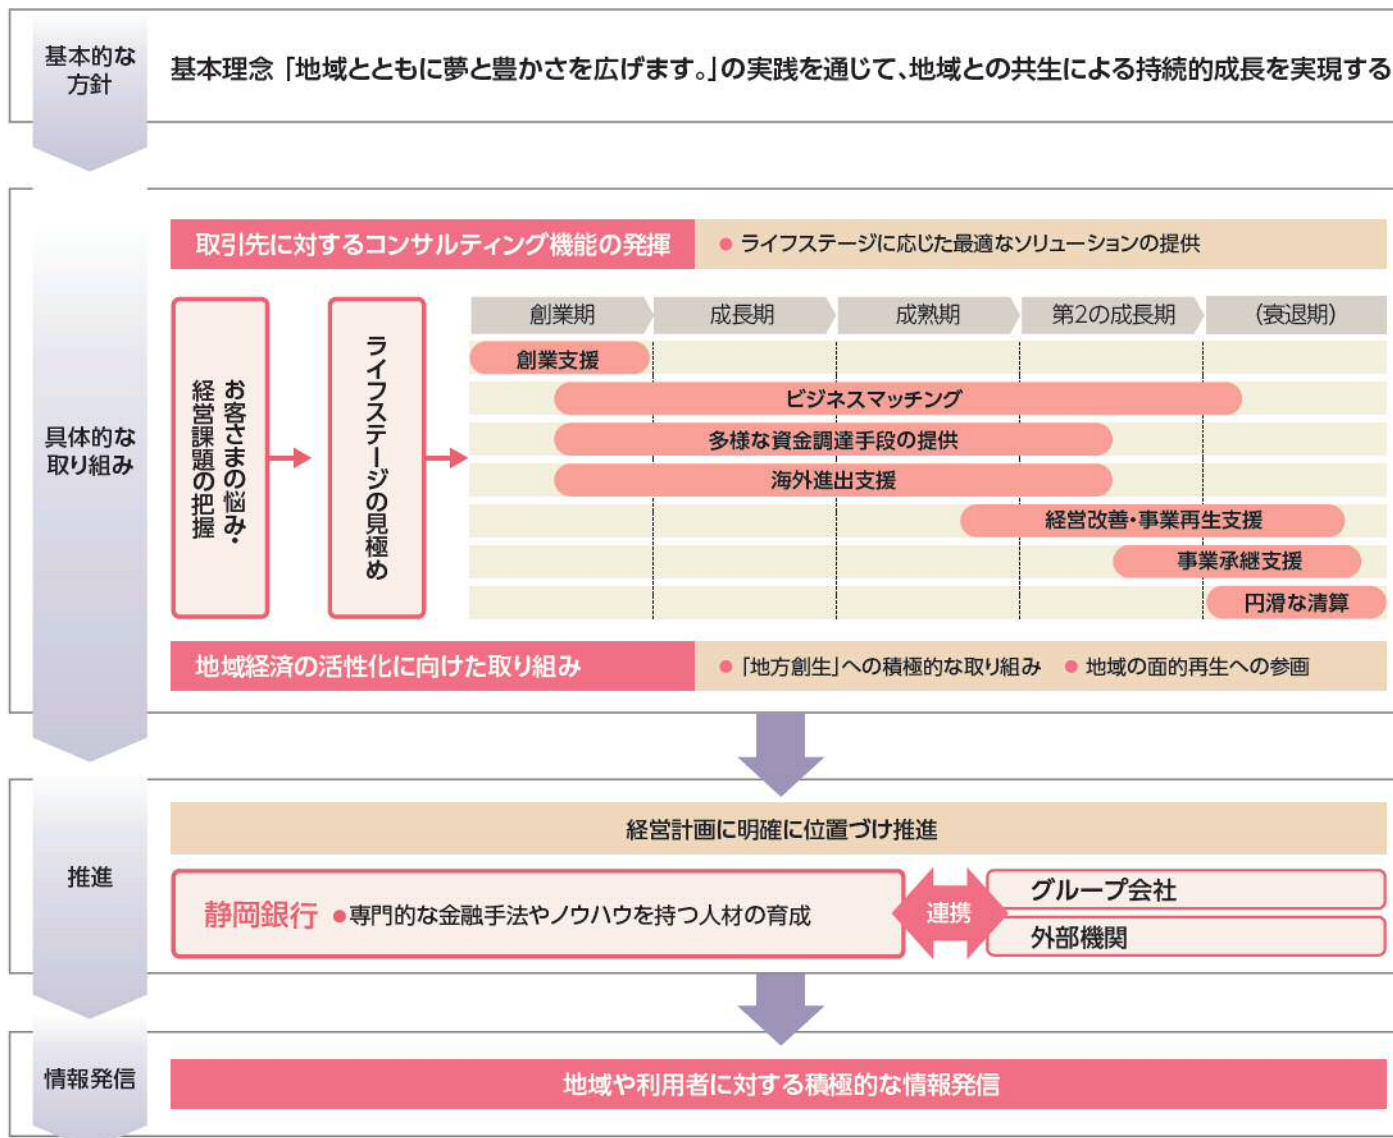 基本的な
方針
基本理念「地域とともに夢と豊かさを広げます。」の実践を通じて、地域との共生による持続的成長を実現する
具体的な
取り組み
取引先に対するコンサルティング機能の発揮
● ライフステージに応じた最適なソリューションの提供
お客さまの悩み・
経営課題の把握
ライフステージの見極め
創業期
成長期
成熟期
第2の成長期
(衰退期)
創業支援
ビジネスマッチング
多様な資金調達手段の提供
海外進出支援
経営改善・事業再生支援
事業承継支援
円滑な清算
地域経済の活性化に向けた取り組み
● 「地方創生」への積極的な取り組み ● 地域の面的再生への参画
推進
経営計画に明確に位置づけ推進
静岡銀行 ●専門的な金融手法やノウハウを持つ人材の育成
連携
グループ会社
外部機関
情報発信
地域や利用者に対する積極的な情報発信